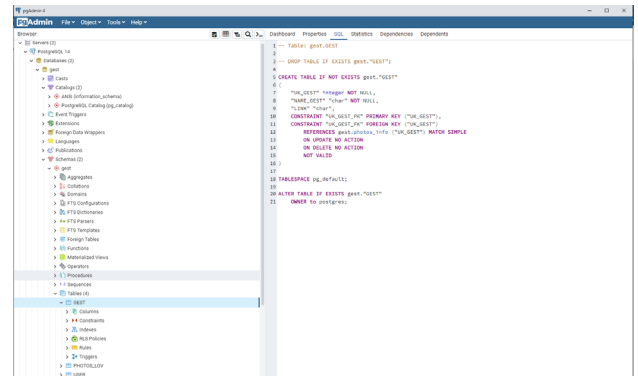 pgAdmin 4
pgAdmin File Object Tools Help
Browser
Dashboard Properties SQL Statistics Dependencies Dependents
Servers (2)
PostgreSQL 14
Databases (2)
gest
Casts
Catalogs (2)
ANSI (information_schema)
PostgreSQL Catalog (pg_catalog)
Event Triggers
Extensions
Foreign Data Wrappers
Languages
Publications
Schemas (2)
gest
Aggregates
Collations
Domains
FTS Configurations
FTS Dictionaries
FTS Parsers
FTS Templates
Foreign Tables
Functions
Materialized Views
Operators
Procedures
1..3 Sequences
Tables (4)
GEST
Columns
Constraints
Indexes
RLS Policies
Rules
Triggers
PHOTOS_LOV
USER
1 -- Table: gest.GEST
2
3 -- DROP TABLE IF EXISTS gest."GEST";
4
5 CREATE TABLE IF NOT EXISTS gest."GEST"
6 (
7 "UK_GEST" integer NOT NULL,
8 "NAME_GEST" "char" NOT NULL,
9 "LINK" "char",
10 CONSTRAINT "UK_GEST_PK" PRIMARY KEY ("UK_GEST"),
11 CONSTRAINT "UK_GEST_FK" FOREIGN KEY ("UK_GEST")
12 REFERENCES gest.photos_info ("UK_GEST") MATCH SIMPLE
13 ON UPDATE NO ACTION
14 ON DELETE NO ACTION
15 NOT VALID
16 )
17
18 TABLESPACE pg_default;
19
20 ALTER TABLE IF EXISTS gest."GEST"
21 OWNER to postgres;